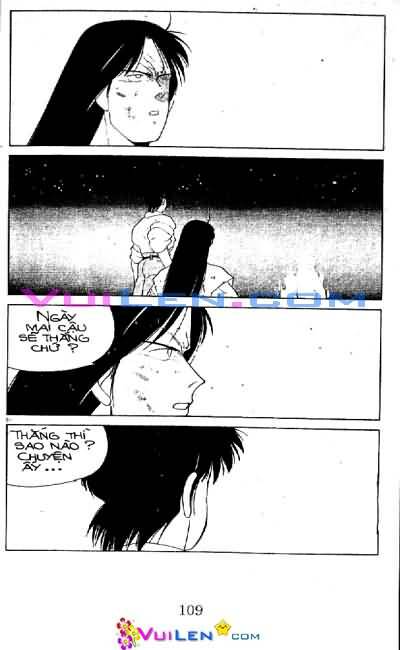 VuiLen.com
NGÀY
MAI CẬU
SẼ THẮNG
CHỨ?
THẮNG THÌ
SAO NÀO?
CHUYỆN
ẤY...
109
VuiLen.com